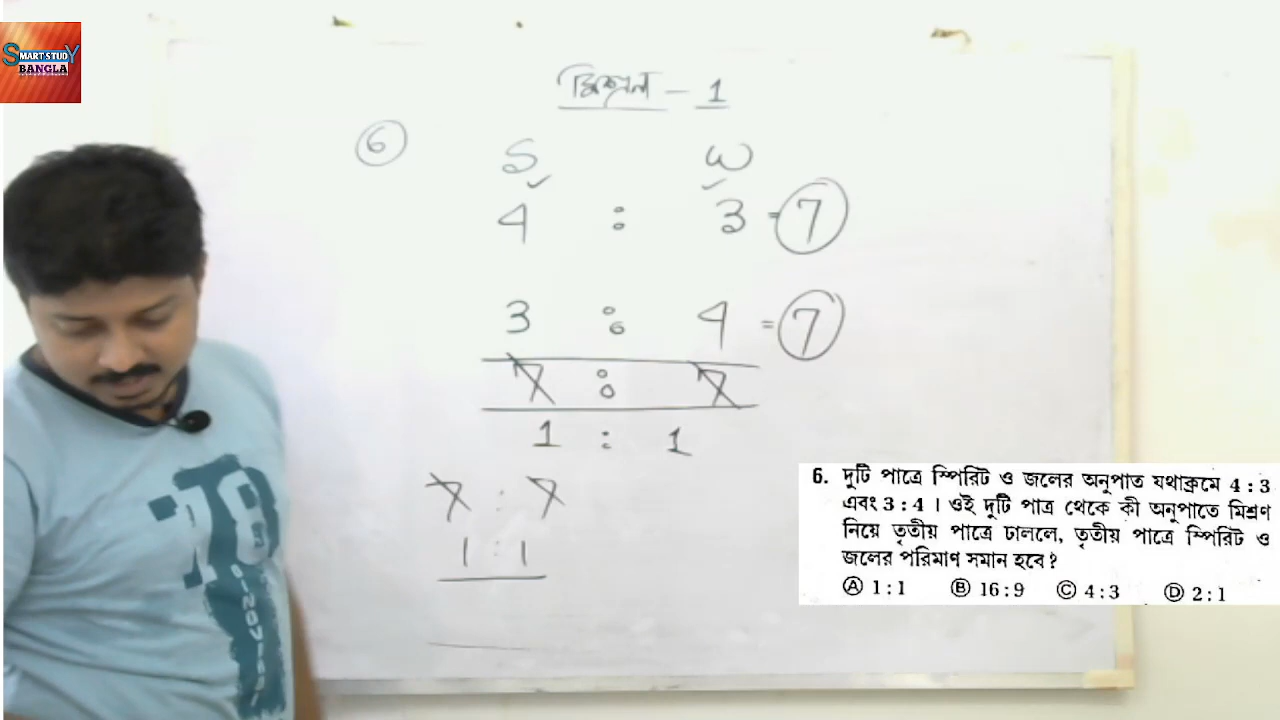 SMART STUDY
BANGLA
মিশ্রণ – 1
6
S W
4 : 3 = 7
3 : 4 = 7
7 : 7
1 : 1
7 : 7
1 : 1
6. দুটি পাত্রে স্পিরিট ও জলের অনুপাত যথাক্রমে 4 : 3
এবং 3 : 4 । ওই দুটি পাত্র থেকে কী অনুপাতে মিশ্রণ
নিয়ে তৃতীয় পাত্রে ঢাললে, তৃতীয় পাত্রে স্পিরিট ও
জলের পরিমাণ সমান হবে?
Ⓐ 1 : 1 Ⓑ 16 : 9 Ⓒ 4 : 3 Ⓓ 2 : 1